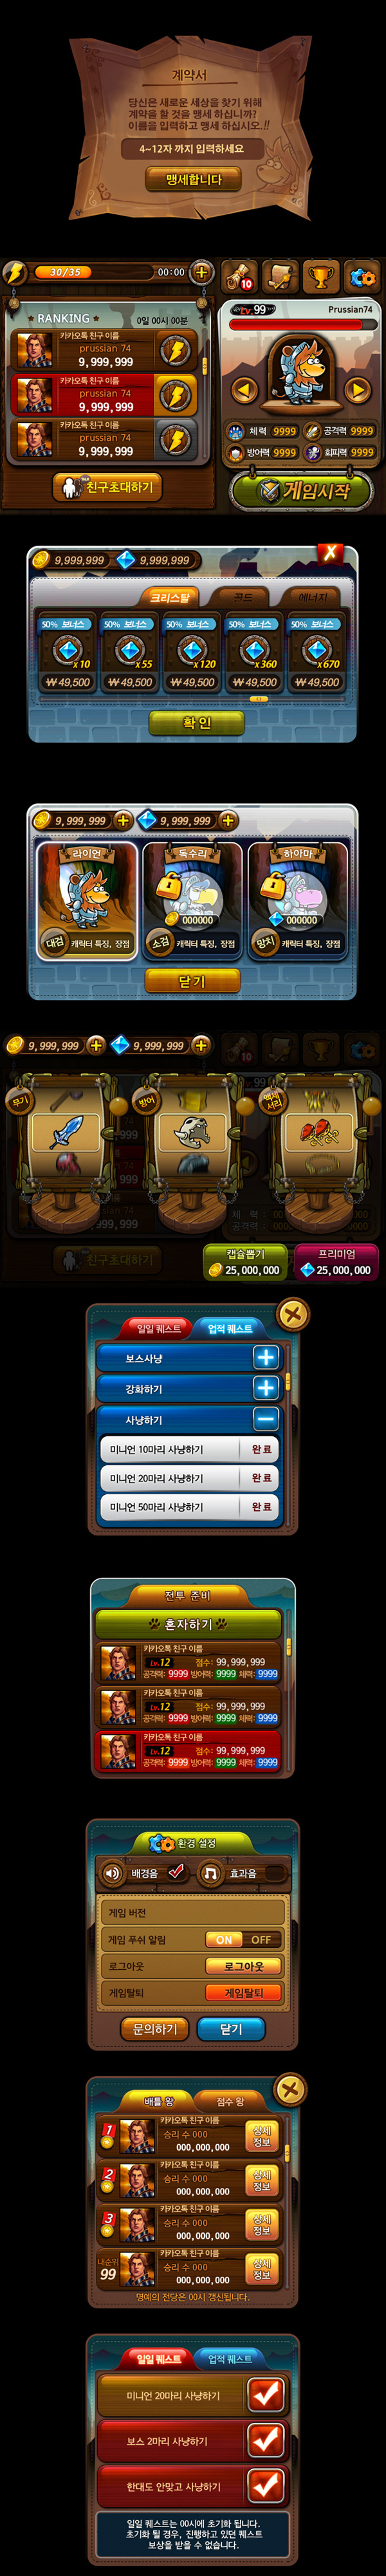 계약서
당신은 새로운 세상을 찾기 위해
계약을 할 것을 맹세 하십니까?
이름을 입력하고 맹세 하십시오.!!
4~12자 까지 입력하세요
맹세합니다
30/35
00:00
10
RANKING
0일 00시 00분
카카오톡 친구 이름
prussian 74
9,999,999
카카오톡 친구 이름
prussian 74
9,999,999
카카오톡 친구 이름
prussian 74
9,999,999
친구초대하기
Lv 99
Prussian74
체력 9999
공격력 9999
방어력 9999
회피력 9999
게임시작
9,999,999
9,999,999
크리스탈
골드
에너지
50% 보너스
50% 보너스
50% 보너스
50% 보너스
50% 보너스
x10
x55
x120
x360
x670
₩ 49,500
₩ 49,500
₩ 49,500
₩ 49,500
₩ 49,500
확인
9,999,999
9,999,999
라이언
독수리
하아마
000000
000000
대검
캐릭터 특징, 장점
소검
캐릭터 특징, 장점
망치
캐릭터 특징, 장점
닫기
9,999,999
9,999,999
10
무기
방어
액세
서리
친구초대하기
캡슐뽑기
25,000,000
프리미엄
25,000,000
일일 퀘스트
업적 퀘스트
보스사냥
강화하기
사냥하기
미니언 10마리 사냥하기 완료
미니언 20마리 사냥하기 완료
미니언 50마리 사냥하기 완료
전투 준비
혼자하기
카카오톡 친구 이름
Lv.12 점수: 99,999,999
공격력: 9999 방어력: 9999 체력: 9999
카카오톡 친구 이름
Lv.12 점수: 99,999,999
공격력: 9999 방어력: 9999 체력: 9999
카카오톡 친구 이름
Lv.12 점수: 99,999,999
공격력: 9999 방어력: 9999 체력: 9999
환경 설정
배경음
효과음
게임 버전
게임 푸쉬 알림 ON OFF
로그아웃 로그아웃
게임탈퇴 게임탈퇴
문의하기
닫기
배틀 왕
점수 왕
1
카카오톡 친구 이름
승리 수 000
000,000,000
상세
정보
2
카카오톡 친구 이름
승리 수 000
000,000,000
상세
정보
3
카카오톡 친구 이름
승리 수 000
000,000,000
상세
정보
내순위
99
카카오톡 친구 이름
승리 수 000
000,000,000
상세
정보
명예의 전당은 00시 갱신됩니다.
일일 퀘스트
업적 퀘스트
미니언 20마리 사냥하기
보스 2마리 사냥하기
한대도 안맞고 사냥하기
일일 퀘스트는 00시에 초기화 됩니다.
초기화 될 경우, 진행하고 있던 퀘스트
보상을 받을 수 없습니다.